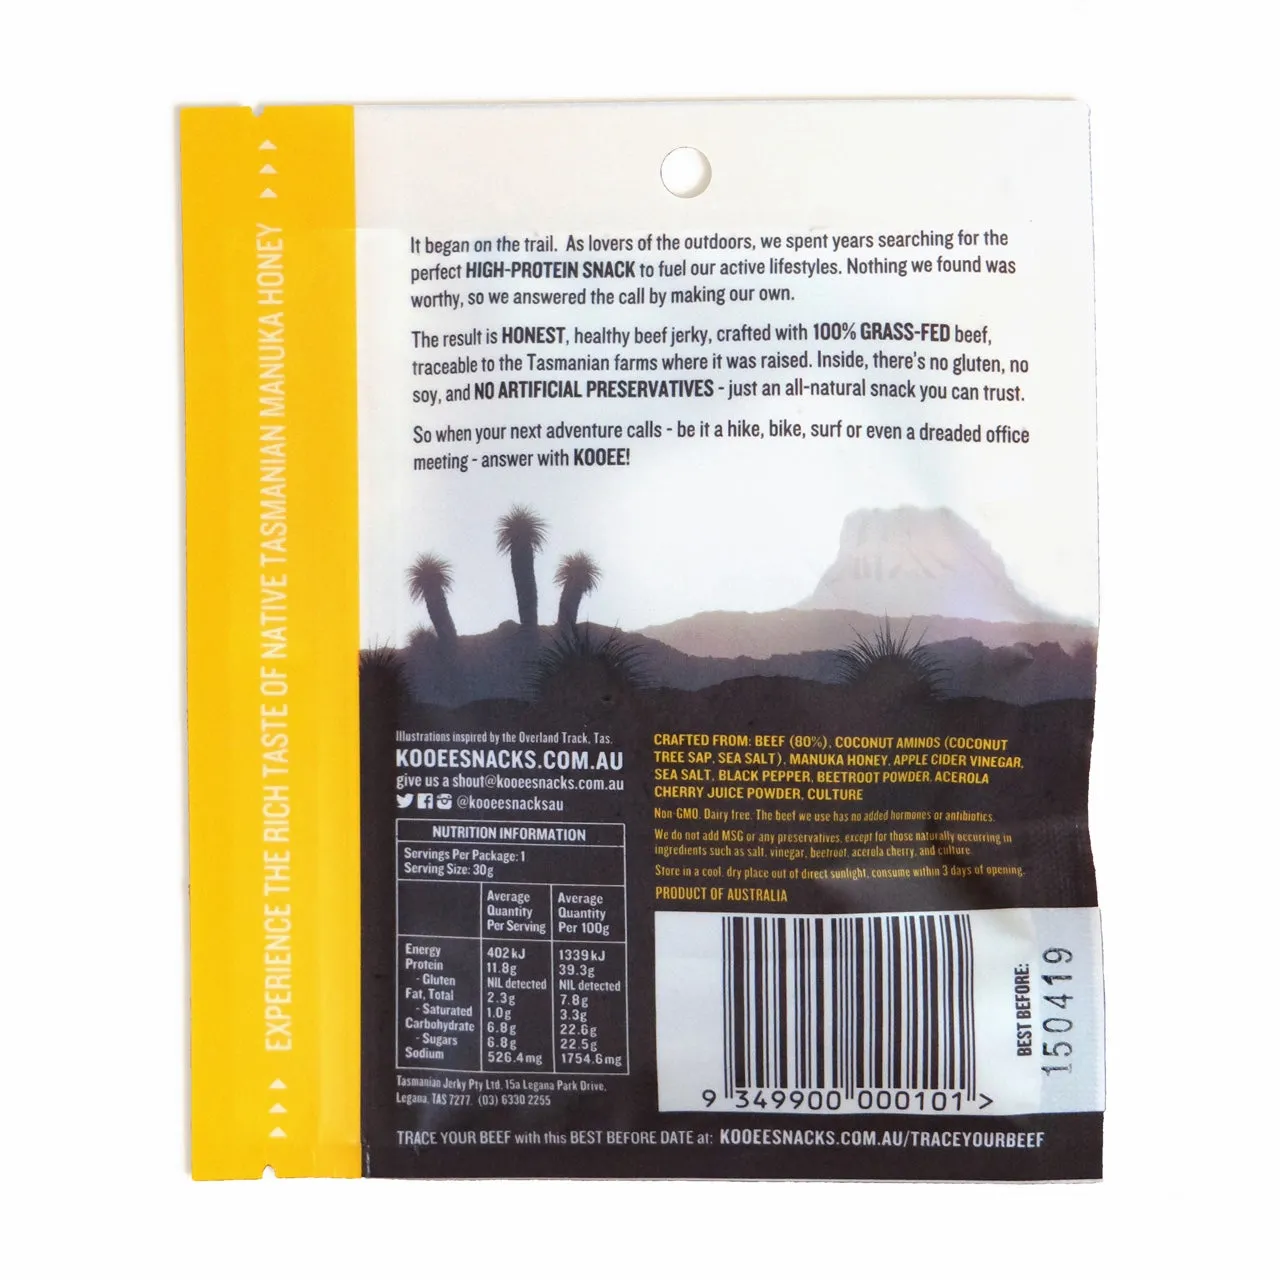 EXPERIENCE THE RICH TASTE OF NATIVE TASMANIAN MANUKA HONEY
It began on the trail. As lovers of the outdoors, we spent years searching for the
perfect HIGH-PROTEIN SNACK to fuel our active lifestyles. Nothing we found was
worthy, so we answered the call by making our own.
The result is HONEST, healthy beef jerky, crafted with 100% GRASS-FED beef,
traceable to the Tasmanian farms where it was raised. Inside, there's no gluten, no
soy, and NO ARTIFICIAL PRESERVATIVES - just an all-natural snack you can trust.
So when your next adventure calls - be it a hike, bike, surf or even a dreaded office
meeting - answer with KOOEE!
Illustrations inspired by the Overland Track, Tas.
KOOEESNACKS.COM.AU
give us a shout@kooeesnacks.com.au
@kooeesnacksau
NUTRITION INFORMATION
Servings Per Package: 1
Serving Size: 30g
Average Quantity Per Serving Average Quantity Per 100g
Energy 402kJ 1339kJ
Protein 11.8g 39.3g
- Gluten NIL detected NIL detected
Fat, Total 2.3g 7.8g
- Saturated 1.0g 3.3g
Carbohydrate 6.8g 22.6g
- Sugars 6.8g 22.5g
Sodium 526.4mg 1754.6mg
Tasmanian Jerky Pty Ltd, 15a Legana Park Drive,
Legana, TAS 7277. (03) 6330 2255
CRAFTED FROM: BEEF (80%), COCONUT AMINOS (COCONUT
TREE SAP, SEA SALT), MANUKA HONEY, APPLE CIDER VINEGAR,
SEA SALT, BLACK PEPPER, BEETROOT POWDER, ACEROLA
CHERRY JUICE POWDER, CULTURE
Non-GMO. Dairy free. The beef we use has no added hormones or antibiotics.
We do not add MSG or any preservatives, except for those naturally occurring in
ingredients such as salt, vinegar, beetroot, acerola cherry, and culture.
Store in a cool, dry place out of direct sunlight, consume within 3 days of opening.
PRODUCT OF AUSTRALIA
9 349900 000101 >
BEST BEFORE:
150419
TRACE YOUR BEEF with this BEST BEFORE DATE at: KOOEESNACKS.COM.AU/TRACEYOURBEEF